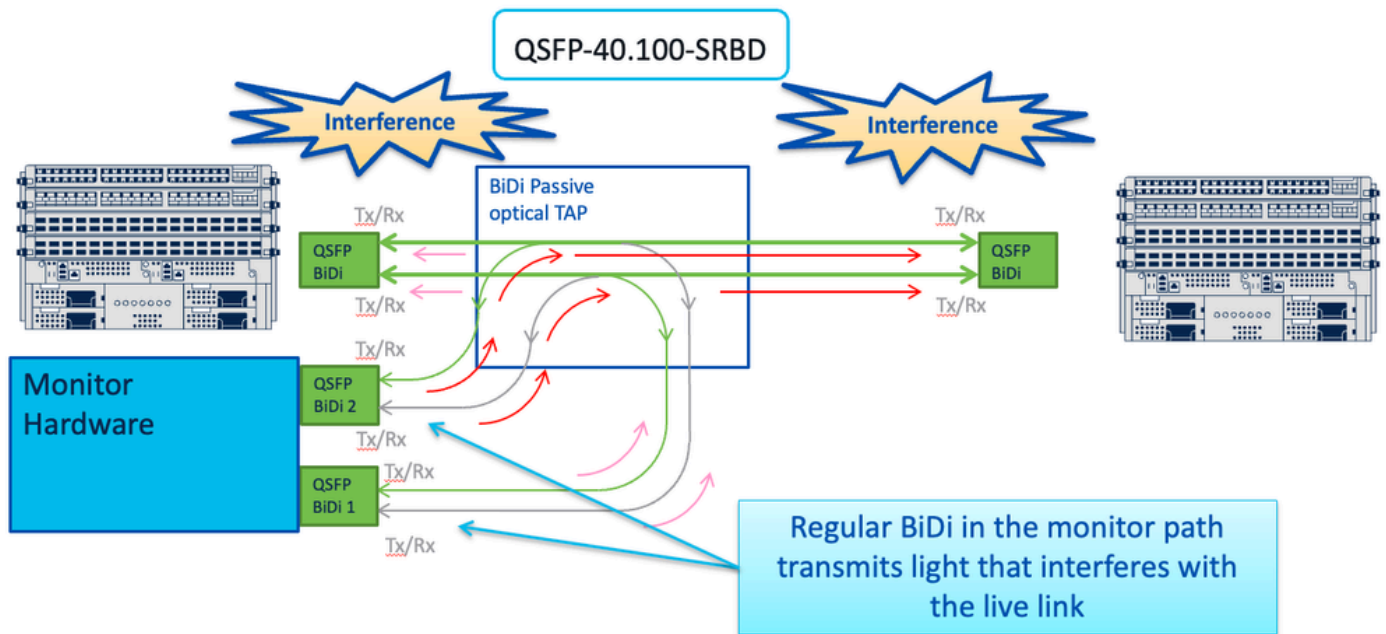 QSFP-40.100-SRBD
Interference
Interference
BiDi Passive
optical TAP
Tx/Rx
Tx/Rx
QSFP
BiDi
QSFP
BiDi
Tx/Rx
Tx/Rx
Tx/Rx
Monitor
Hardware
QSFP
BiDi 2
Tx/Rx
Tx/Rx
QSFP
BiDi 1
Tx/Rx
Regular BiDi in the monitor path
transmits light that interferes with
the live link